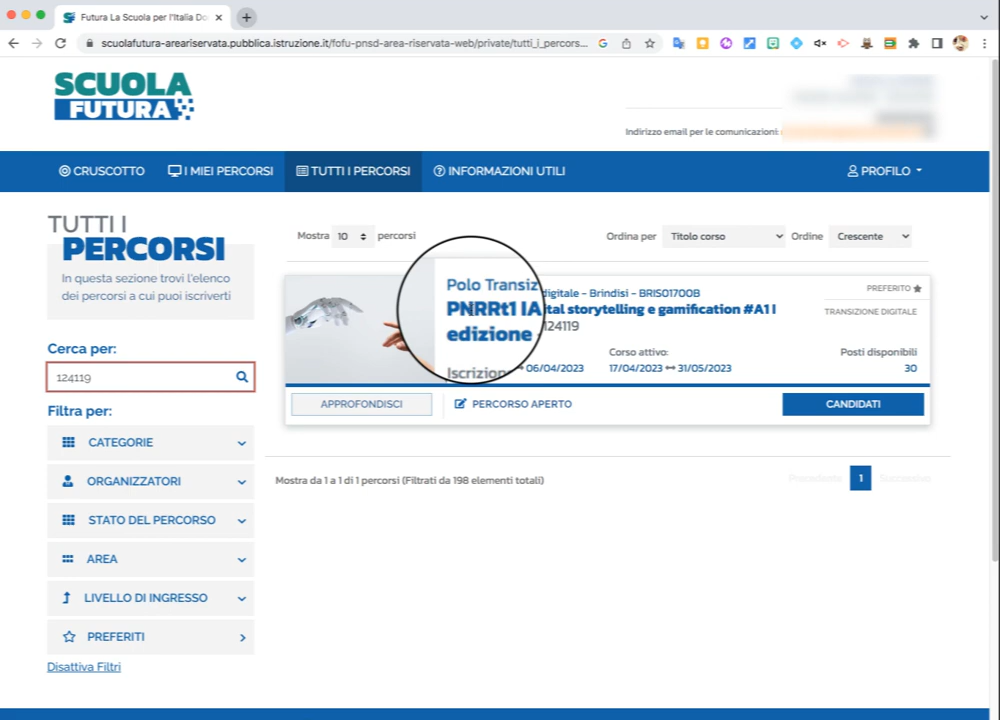 Futura La Scuola per l'Italia Do
scuolafutura-areariservata.pubblica.istruzione.it/fofu-pnsd-area-riservata-web/private/tutti_i_percors...
SCUOLA
FUTURA
Indirizzo email per le comunicazioni:
CRUSCOTTO
I MIEI PERCORSI
TUTTI I PERCORSI
INFORMAZIONI UTILI
PROFILO
TUTTI I
PERCORSI
In questa sezione trovi l'elenco
dei percorsi a cui puoi iscriverti
Cerca per:
124119
Filtra per:
CATEGORIE
ORGANIZZATORI
STATO DEL PERCORSO
AREA
LIVELLO DI INGRESSO
PREFERITI
Disattiva Filtri
Mostra 10 percorsi
Ordina per Titolo corso Ordine Crescente
Polo Transiz digitale - Brindisi - BRIS01700B
PNRRt1 IA ital storytelling e gamification #A1 I
edizione 124119
Iscrizion 06/04/2023
Corso attivo:
17/04/2023 ↔ 31/05/2023
PREFERITO
TRANSIZIONE DIGITALE
Posti disponibili
30
APPROFONDISCI
PERCORSO APERTO
CANDIDATI
Mostra da 1 a 1 di 1 percorsi (Filtrati da 198 elementi totali)
Precedente 1 Successivo